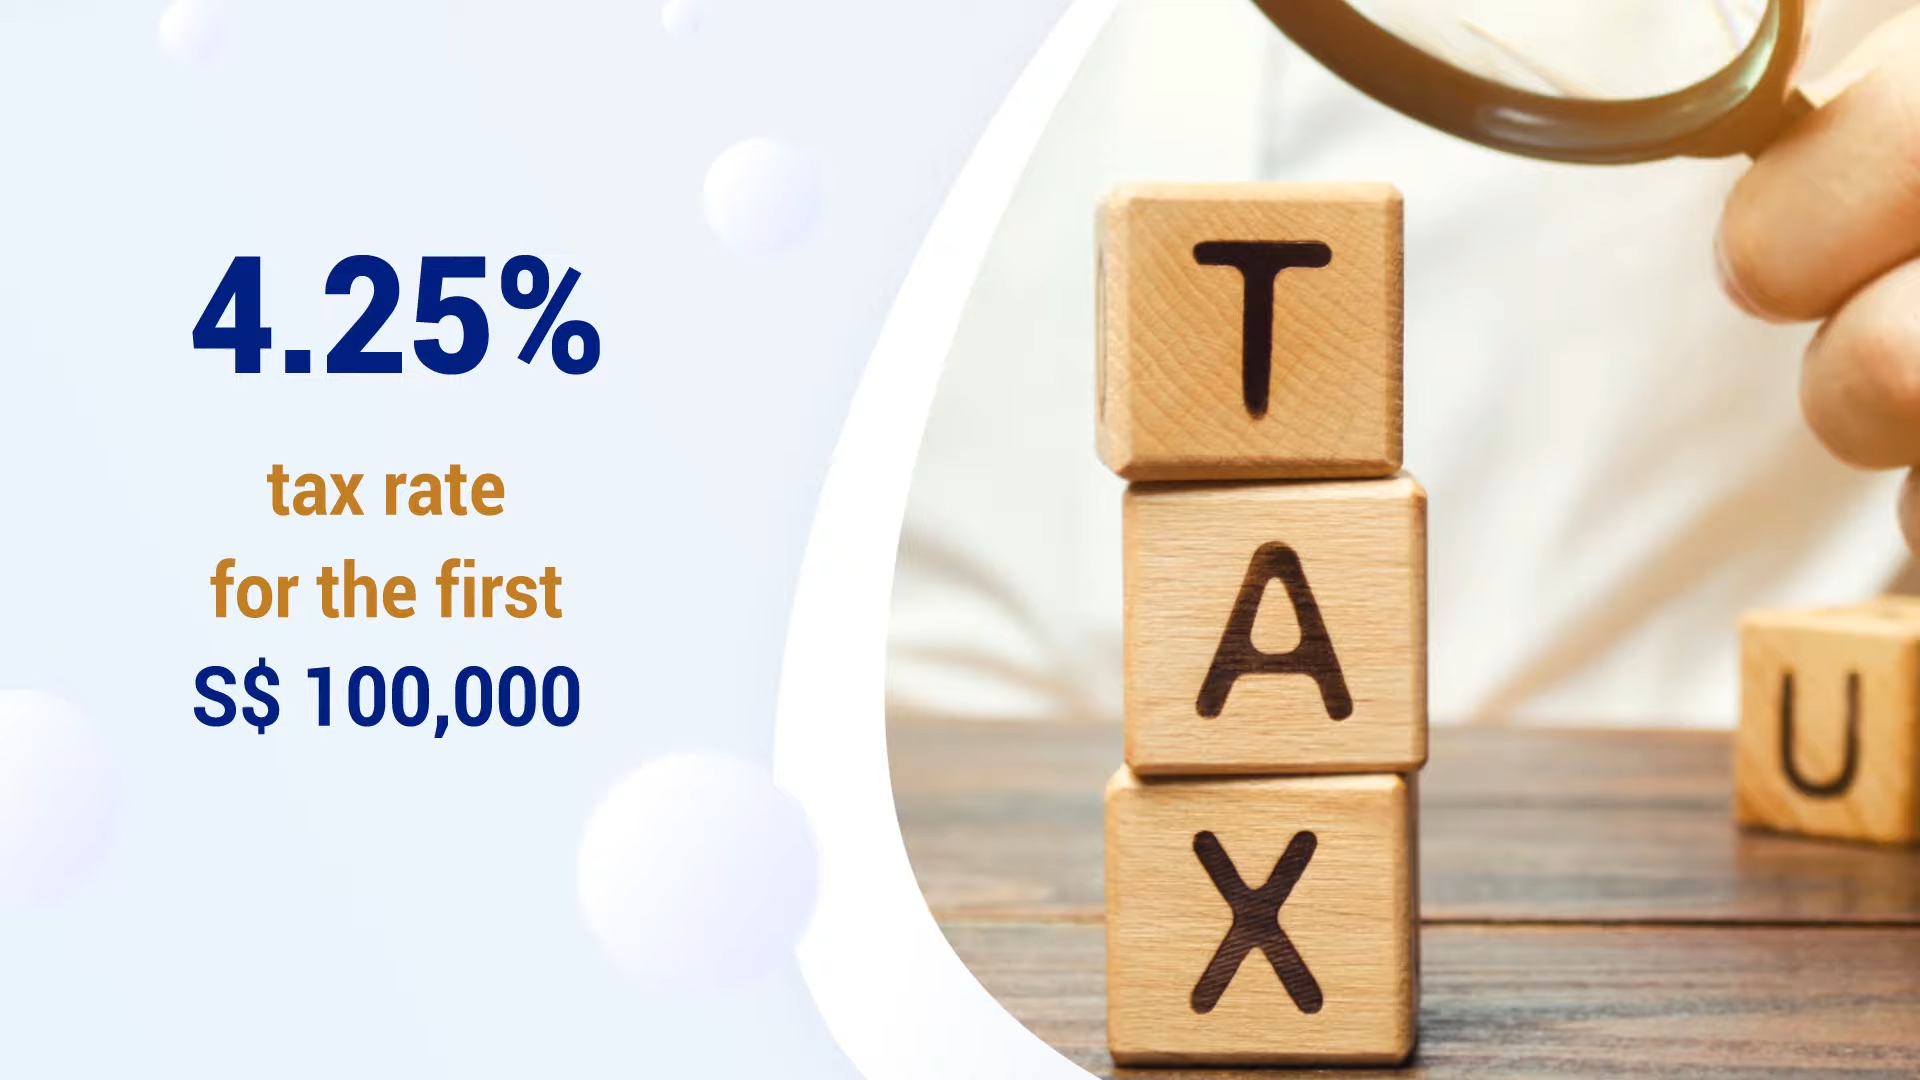 4.25%
tax rate
for the first
S$ 100,000
T
A
X
U